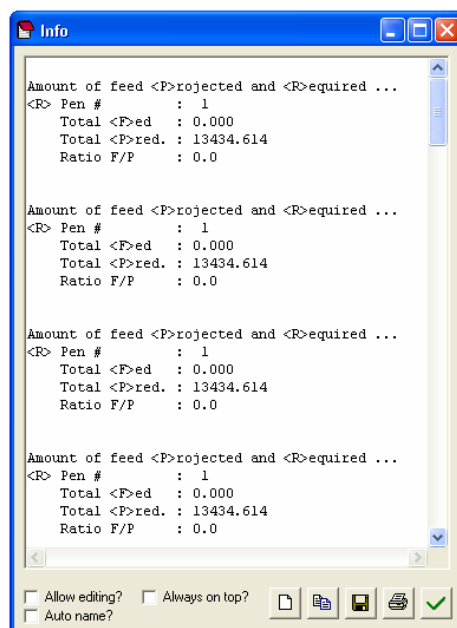 Info
Amount of feed <P>rojected and <R>equired ...
<R> Pen # : 1
Total <F>ed : 0.000
Total <P>red. : 13434.614
Ratio F/P : 0.0
Amount of feed <P>rojected and <R>equired ...
<R> Pen # : 1
Total <F>ed : 0.000
Total <P>red. : 13434.614
Ratio F/P : 0.0
Amount of feed <P>rojected and <R>equired ...
<R> Pen # : 1
Total <F>ed : 0.000
Total <P>red. : 13434.614
Ratio F/P : 0.0
Amount of feed <P>rojected and <R>equired ...
<R> Pen # : 1
Total <F>ed : 0.000
Total <P>red. : 13434.614
Ratio F/P : 0.0
Allow editing? Always on top?
Auto name?